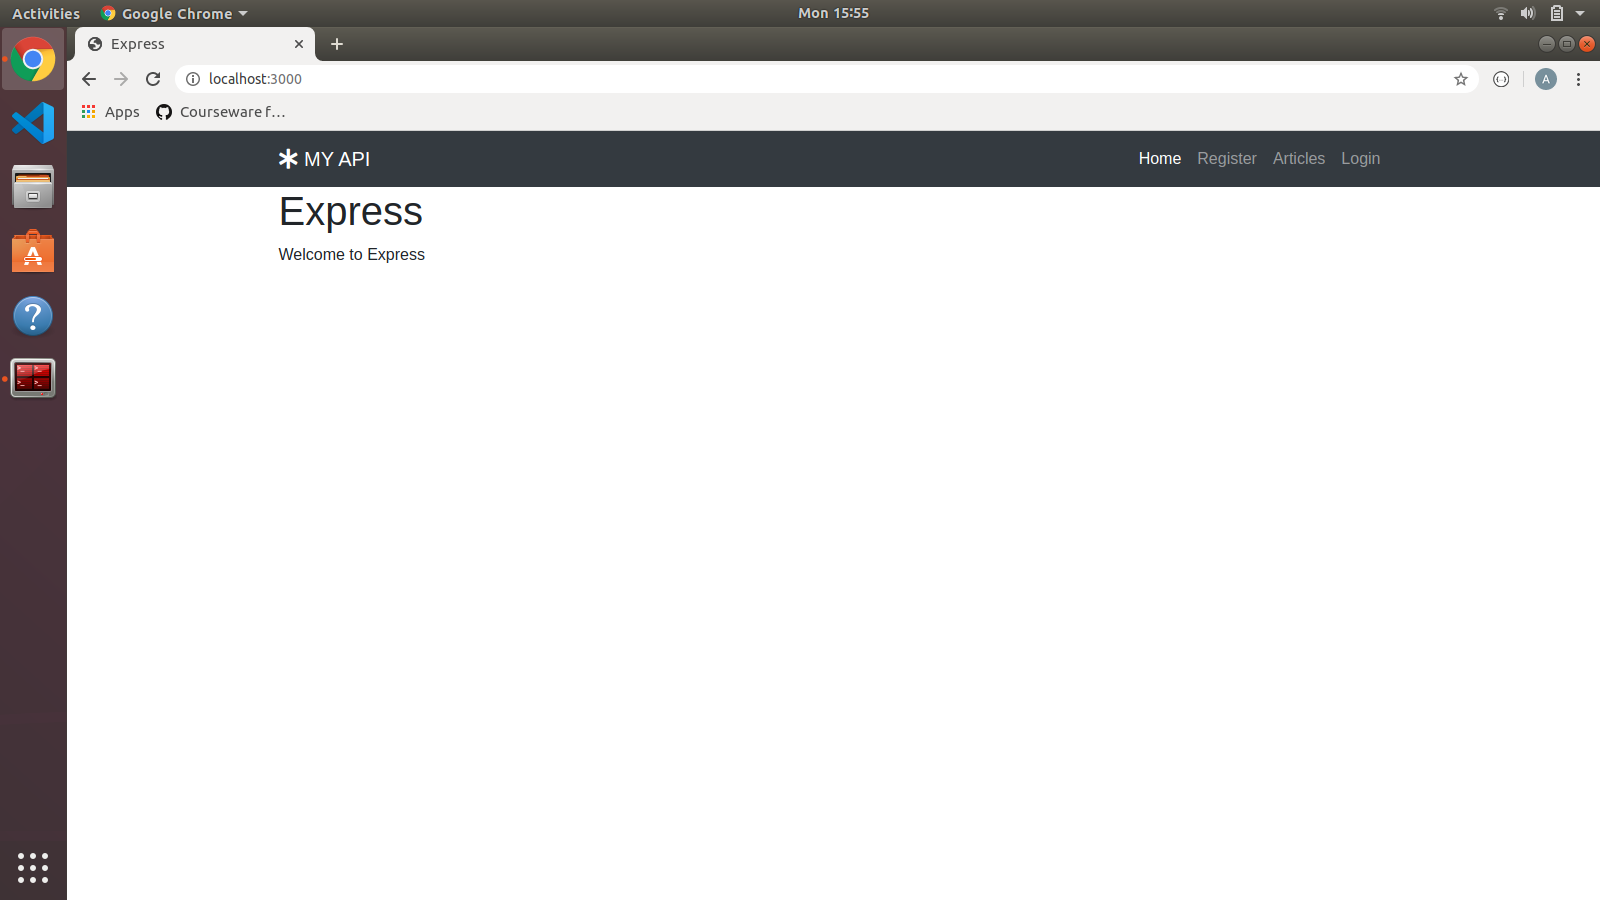 Activities Google Chrome Mon 15:55
Express
localhost:3000 A
Apps Courseware f...
MY API Home Register Articles Login
Express
Welcome to Express